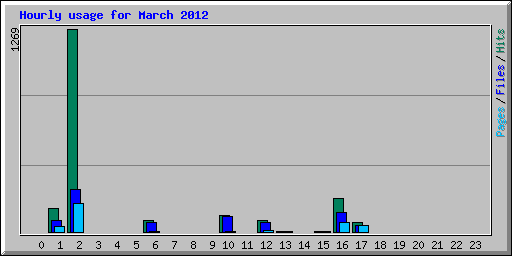 Hourly usage for March 2012
1269
Pages / Files / Hits
0 1 2 3 4 5 6 7 8 9 10 11 12 13 14 15 16 17 18 19 20 21 22 23